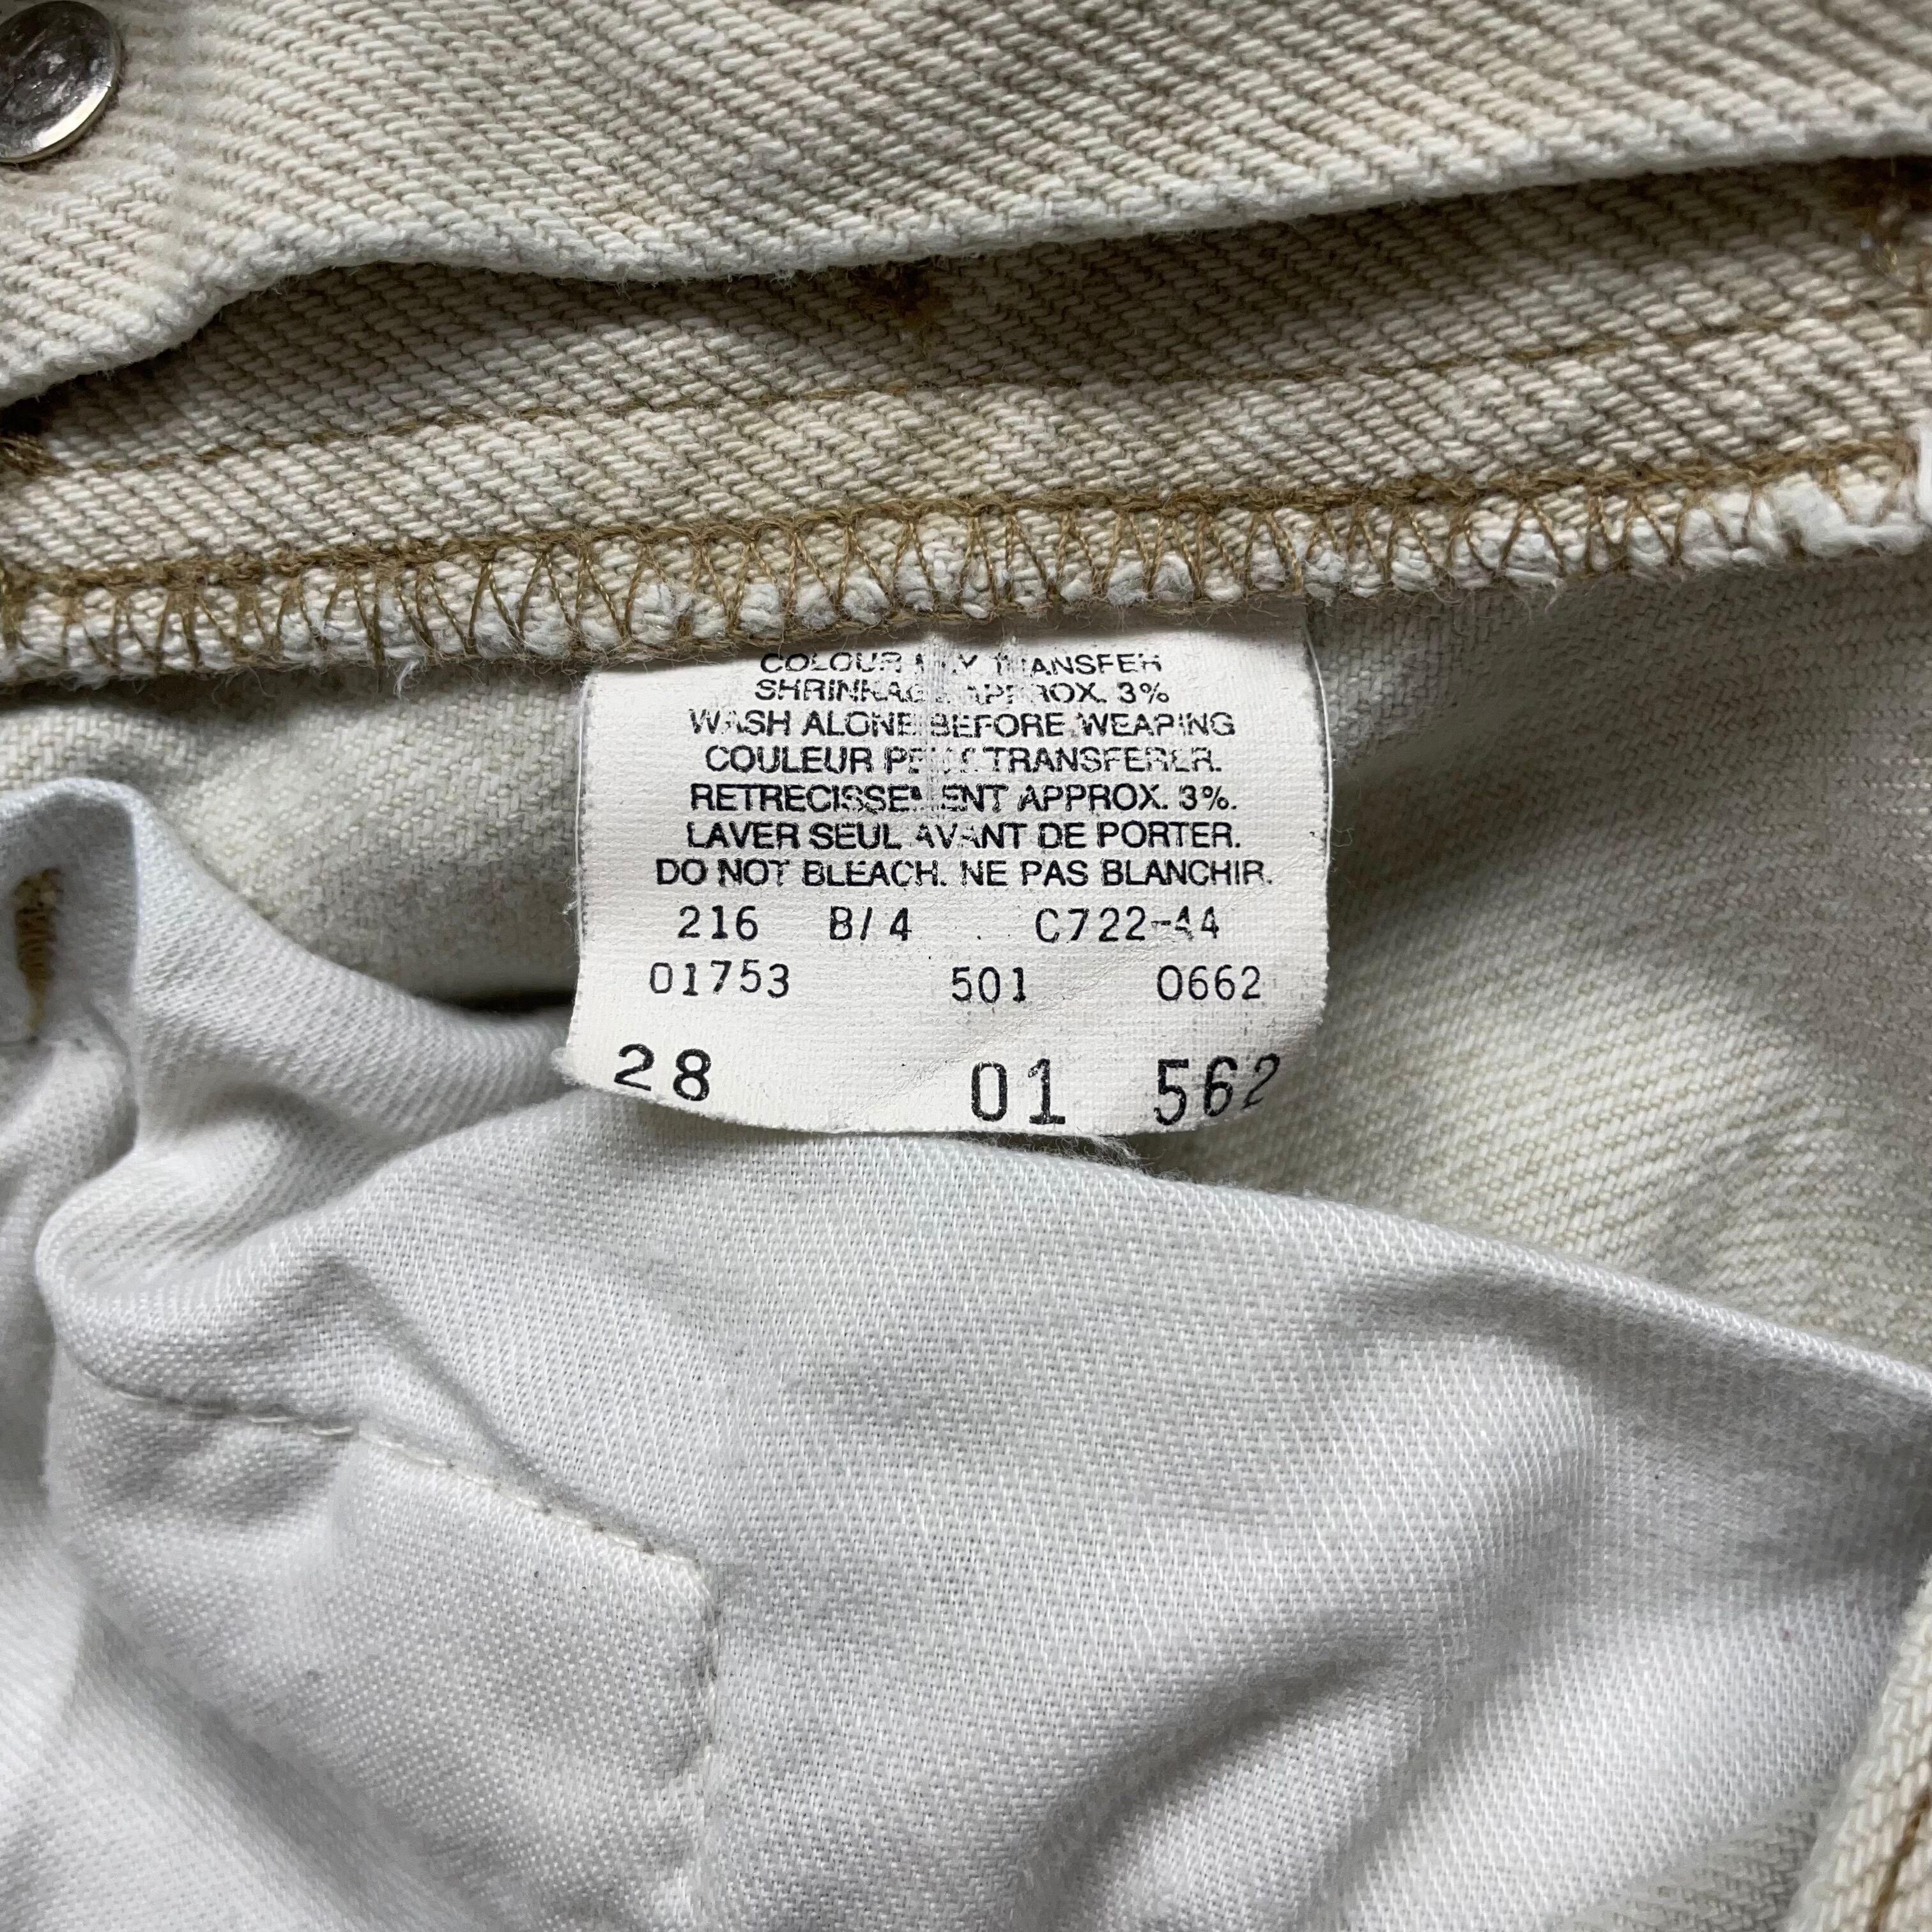 COLOUR MAY TRANSFER
SHRINKAGE APPROX. 3%
WASH ALONE BEFORE WEARING
COULEUR PEUT TRANSFERER.
RETRECISSEMENT APPROX. 3%.
LAVER SEUL AVANT DE PORTER.
DO NOT BLEACH. NE PAS BLANCHIR.
216 B/4 C722-44
01753 501 0662
28 01 562